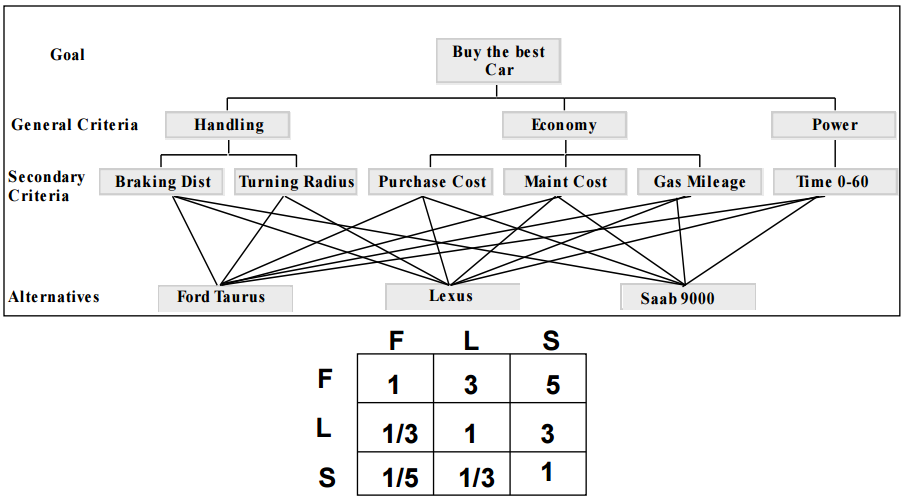 Goal
Buy the best
Car
General Criteria
Handling
Economy
Power
Secondary
Criteria
Braking Dist
Turning Radius
Purchase Cost
Maint Cost
Gas Mileage
Time 0-60
Alternatives
Ford Taurus
Lexus
Saab 9000
F L S
F 1 3 5
L 1/3 1 3
S 1/5 1/3 1